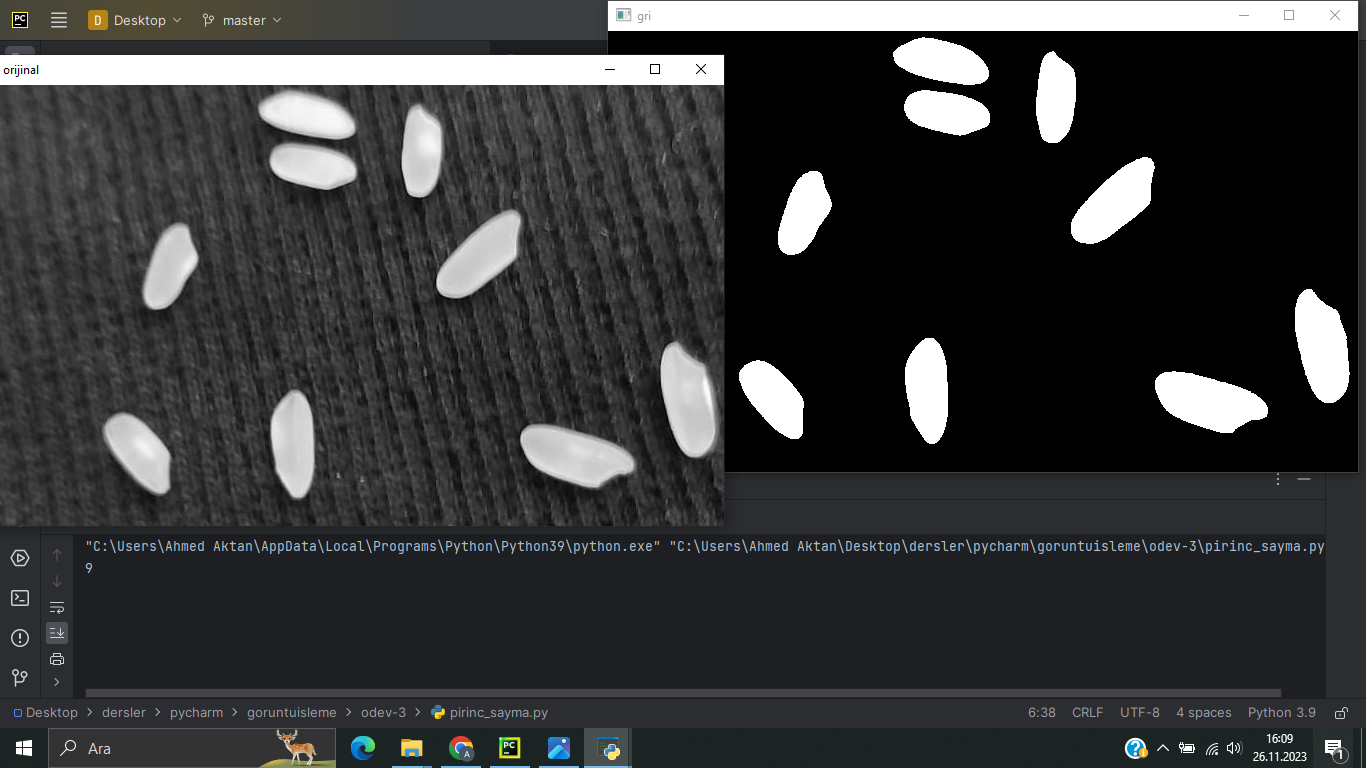 PC
D Desktop
master
gri
orijinal
"C:\Users\Ahmed Aktan\AppData\Local\Programs\Python\Python39\python.exe" "C:\Users\Ahmed Aktan\Desktop\dersler\pycharm\goruntuisleme\odev-3\pirinc_sayma.py
9
Desktop > dersler > pycharm > goruntuisleme > odev-3 > pirinc_sayma.py
6:38 CRLF UTF-8 4 spaces Python 3.9
Ara
A
PC
16:09
26.11.2023
1